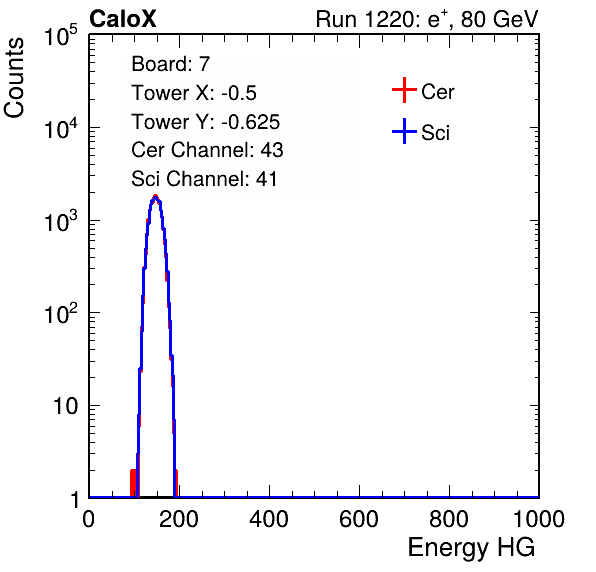 CaloX Run 1220: e⁺, 80 GeV
Counts
10⁵
10⁴
10³
10²
10
1
Board: 7
Tower X: -0.5
Tower Y: -0.625
Cer Channel: 43
Sci Channel: 41
Cer
Sci
0 200 400 600 800 1000
Energy HG